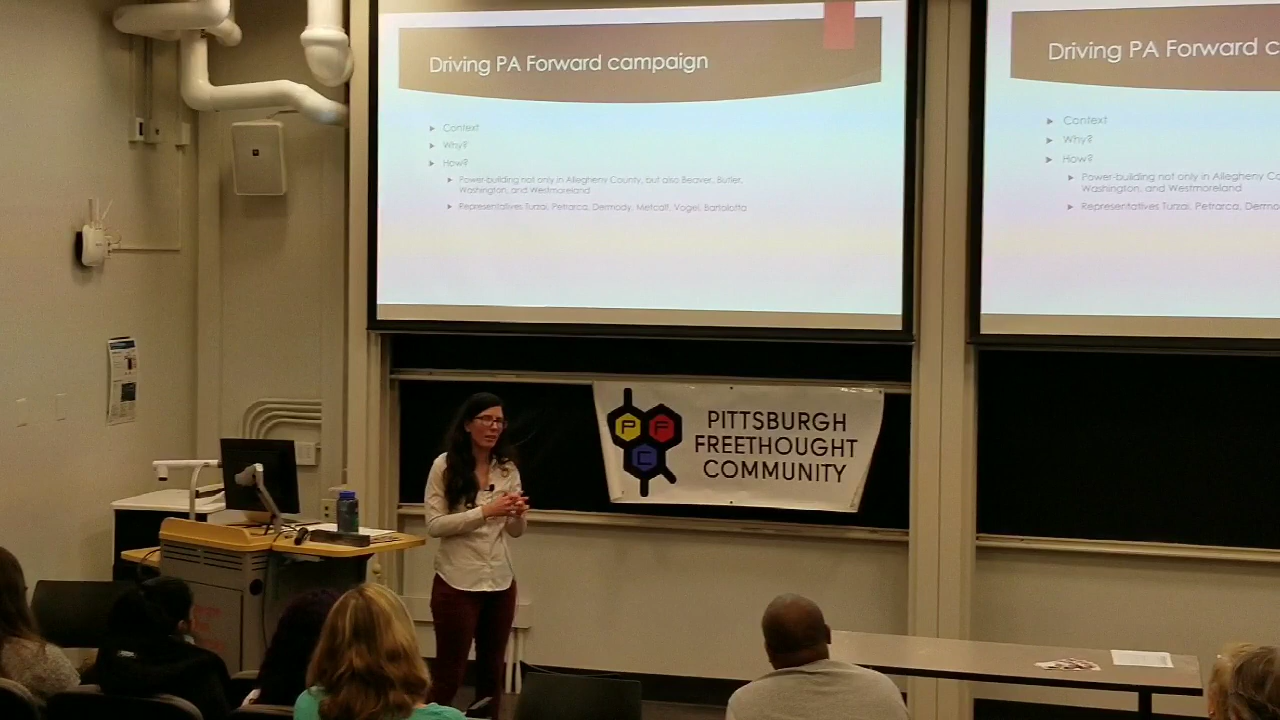 Driving PA Forward campaign
Context
Why?
How?
Power-building not only in Allegheny County, but also Beaver, Butler,
Washington, and Westmoreland
Representatives Turzai, Petrarca, Dermody, Metcalf, Vogel, Bartolotta
Driving PA Forward c
Context
Why?
How?
Power-building not only in Allegheny Co
Washington, and Westmoreland
Representatives Turzai, Petrarca, Dermo
P F
C
PITTSBURGH
FREETHOUGHT
COMMUNITY